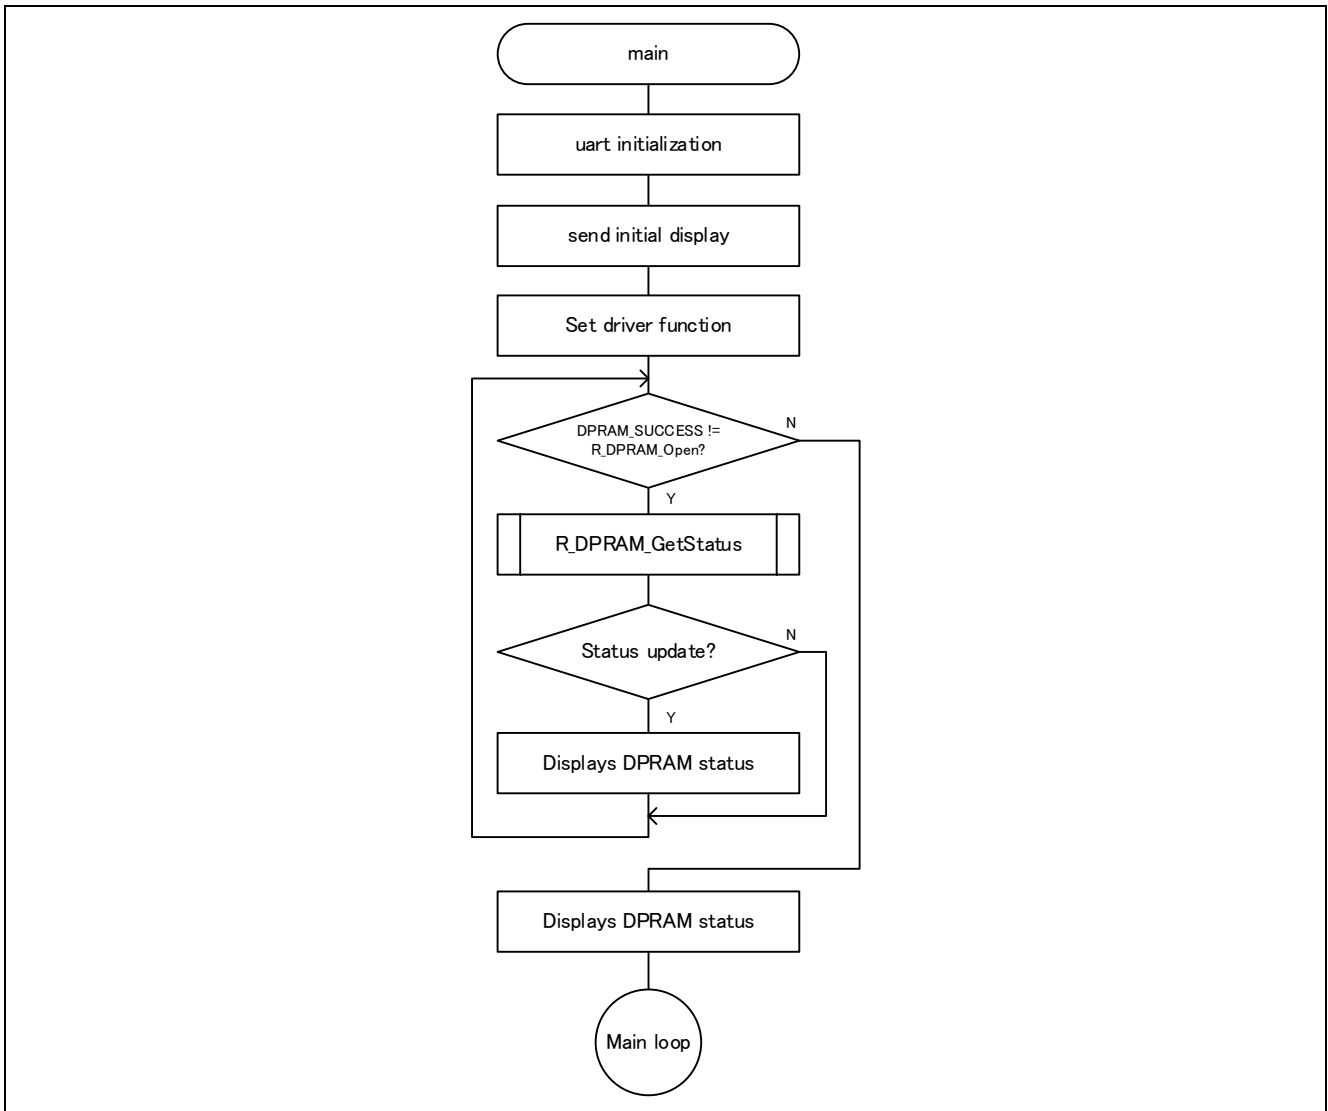 main
uart initialization
send initial display
Set driver function
DPRAM_SUCCESS !=
R_DPRAM_Open?
N
Y
R_DPRAM_GetStatus
Status update?
N
Y
Displays DPRAM status
Displays DPRAM status
Main loop